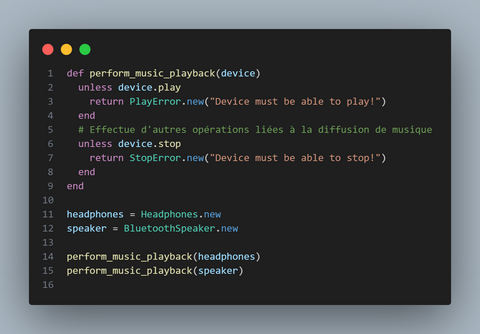 1 def perform_music_playback(device)
2   unless device.play
3     return PlayError.new("Device must be able to play!")
4   end
5   # Effectue d'autres opérations liées à la diffusion de musique
6   unless device.stop
7     return StopError.new("Device must be able to stop!")
8   end
9 end
10
11 headphones = Headphones.new
12 speaker = BluetoothSpeaker.new
13
14 perform_music_playback(headphones)
15 perform_music_playback(speaker)
16